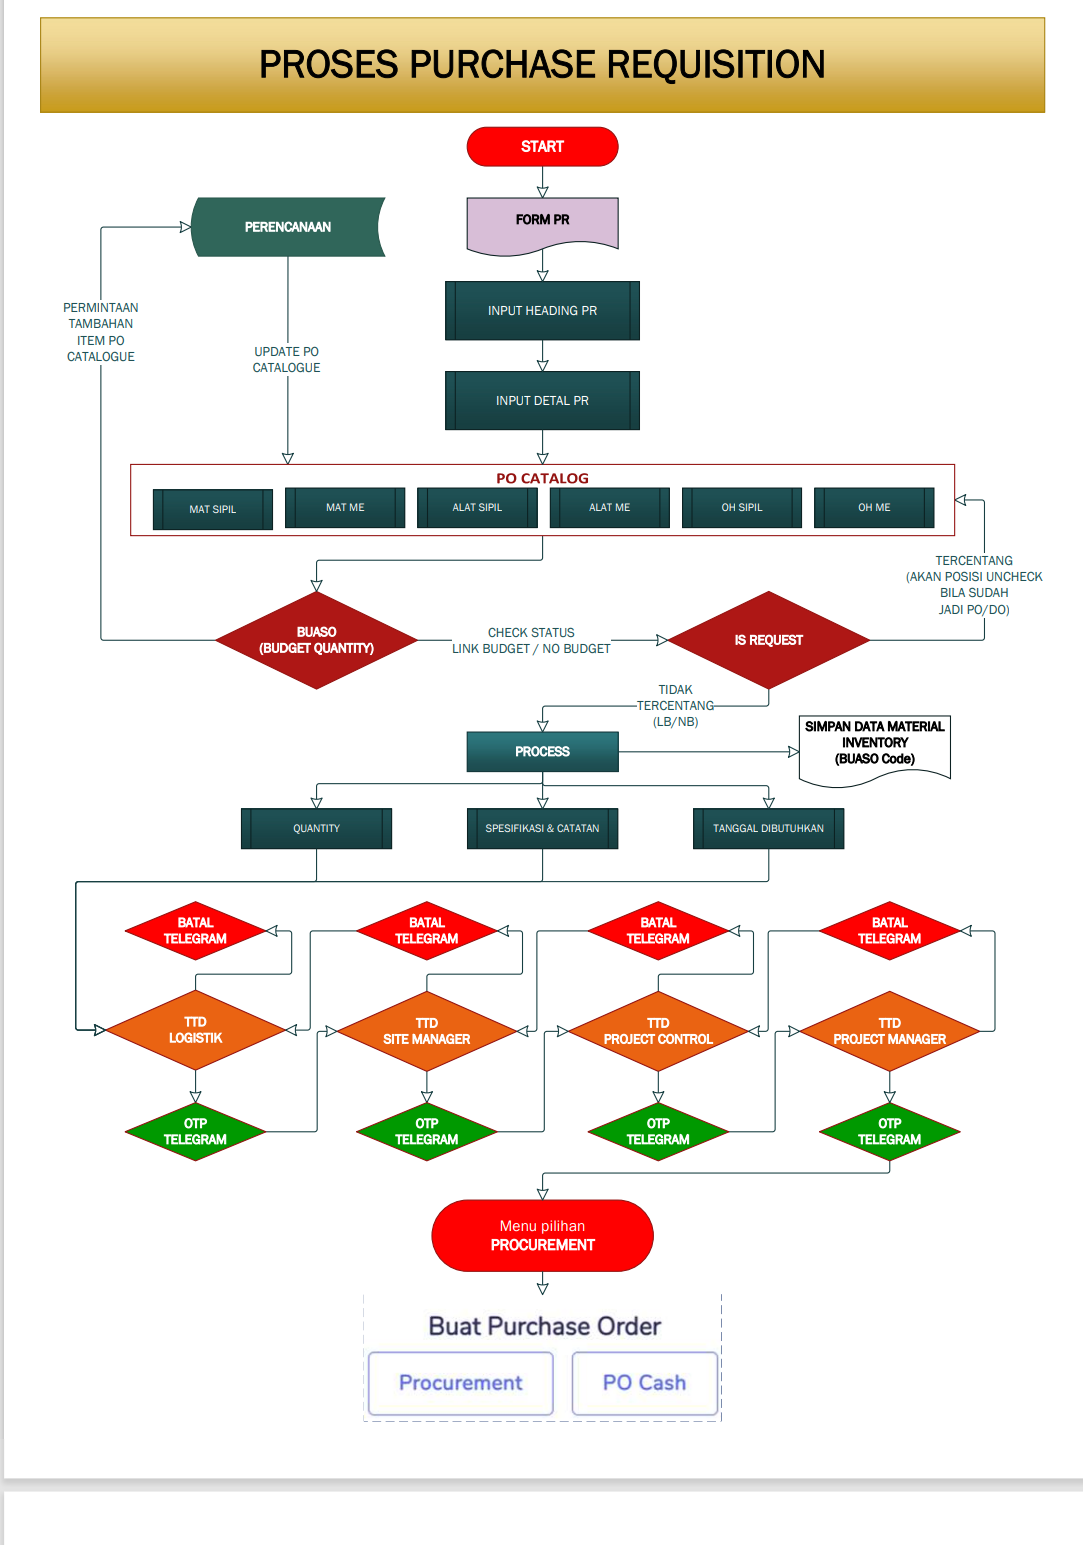 PROSES PURCHASE REQUISITION
START
PERENCANAAN
FORM PR
INPUT HEADING PR
PERMINTAAN
TAMBAHAN
ITEM PO
CATALOGUE
UPDATE PO
CATALOGUE
INPUT DETAL PR
PO CATALOG
MAT SIPIL
MAT ME
ALAT SIPIL
ALAT ME
OH SIPIL
OH ME
TERCENTANG
(AKAN POSISI UNCHECK
BILA SUDAH
JADI PO/DO)
BUASO
(BUDGET QUANTITY)
CHECK STATUS
LINK BUDGET / NO BUDGET
IS REQUEST
TIDAK
TERCENTANG
(LB/NB)
PROCESS
SIMPAN DATA MATERIAL
INVENTORY
(BUASO Code)
QUANTITY
SPESIFIKASI & CATATAN
TANGGAL DIBUTUHKAN
BATAL
TELEGRAM
BATAL
TELEGRAM
BATAL
TELEGRAM
BATAL
TELEGRAM
TTD
LOGISTIK
TTD
SITE MANAGER
TTD
PROJECT CONTROL
TTD
PROJECT MANAGER
OTP
TELEGRAM
OTP
TELEGRAM
OTP
TELEGRAM
OTP
TELEGRAM
Menu pilihan
PROCUREMENT
Buat Purchase Order
Procurement
PO Cash